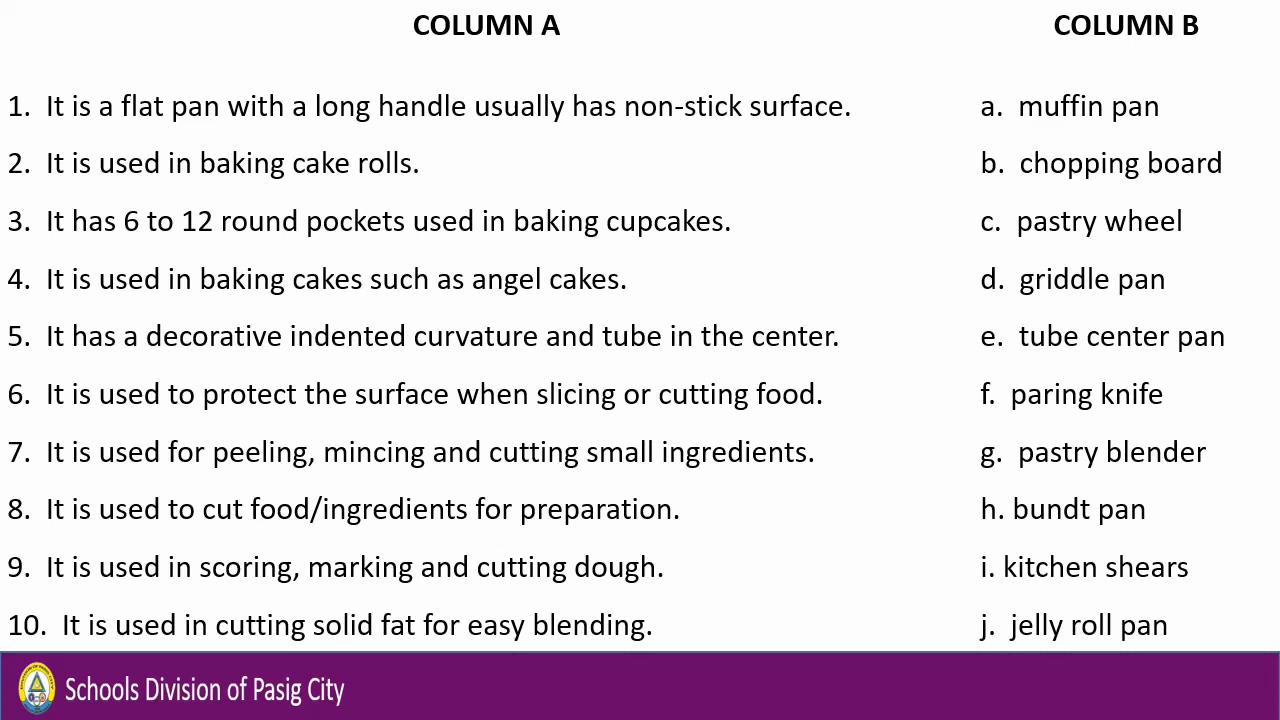 COLUMN A COLUMN B
1. It is a flat pan with a long handle usually has non-stick surface. a. muffin pan
2. It is used in baking cake rolls. b. chopping board
3. It has 6 to 12 round pockets used in baking cupcakes. c. pastry wheel
4. It is used in baking cakes such as angel cakes. d. griddle pan
5. It has a decorative indented curvature and tube in the center. e. tube center pan
6. It is used to protect the surface when slicing or cutting food. f. paring knife
7. It is used for peeling, mincing and cutting small ingredients. g. pastry blender
8. It is used to cut food/ingredients for preparation. h. bundt pan
9. It is used in scoring, marking and cutting dough. i. kitchen shears
10. It is used in cutting solid fat for easy blending. j. jelly roll pan
Schools Division of Pasig City